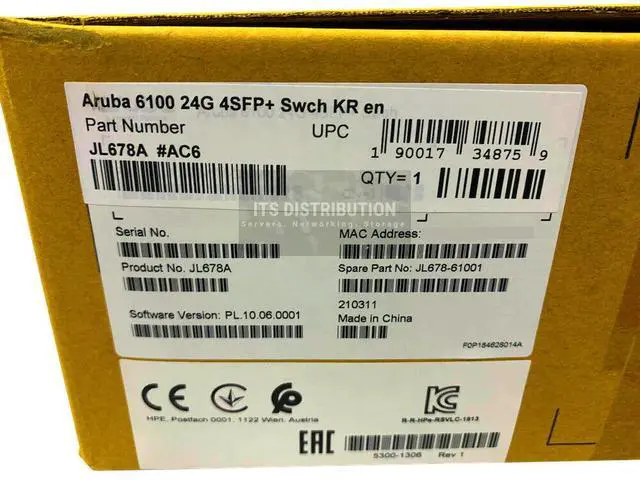 Aruba 6100 24G 4SFP+ Swch KR en
Part Number
UPC
JL678A #AC6
1 90017 34875 9
QTY= 1
ITS DISTRIBUTION
Servers, Networking, Storage
Serial No.
MAC Address:
Product No. JL678A
Spare Part No: JL678-61001
210311
Software Version: PL.10.06.0001
Made in China
F0P164628014A
CE
HPE, Postfach 0001, 1122 Wien, Austria
R-R-HPe-RSVLC-1813
EAC
5300-1306 Rev 1